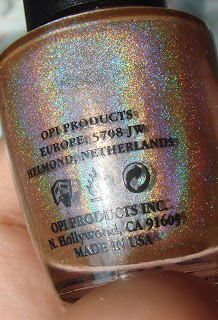 OPI PRODUCTS
EUROPE, 5708 JW
HELMOND, NETHERLANDS
OPI PRODUCTS INC.
N. Hollywood, CA 91605
MADE IN USA